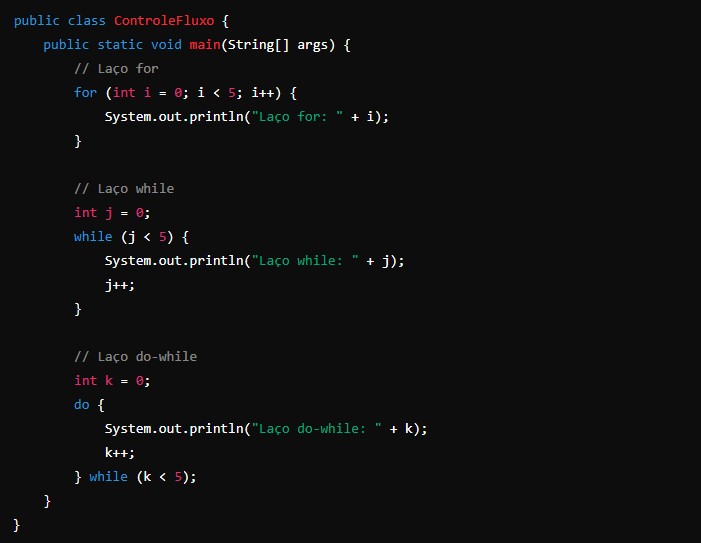 public class ControleFluxo {
    public static void main(String[] args) {
        // Laço for
        for (int i = 0; i < 5; i++) {
            System.out.println("Laço for: " + i);
        }

        // Laço while
        int j = 0;
        while (j < 5) {
            System.out.println("Laço while: " + j);
            j++;
        }

        // Laço do-while
        int k = 0;
        do {
            System.out.println("Laço do-while: " + k);
            k++;
        } while (k < 5);
    }
}